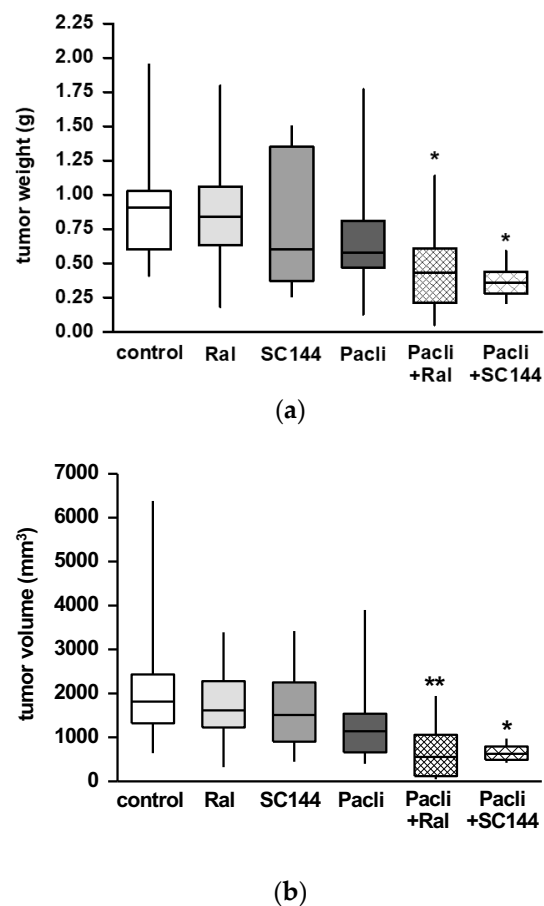 2.25
2.00
1.75
1.50
1.25
1.00
0.75
0.50
0.25
0.00
tumor weight (g)
*
*
control Ral SC144 Pacli Pacli Pacli
+Ral +SC144
(a)
7000
6000
5000
4000
3000
2000
1000
0
tumor volume (mm³)
**
*
control Ral SC144 Pacli Pacli Pacli
+Ral +SC144
(b)